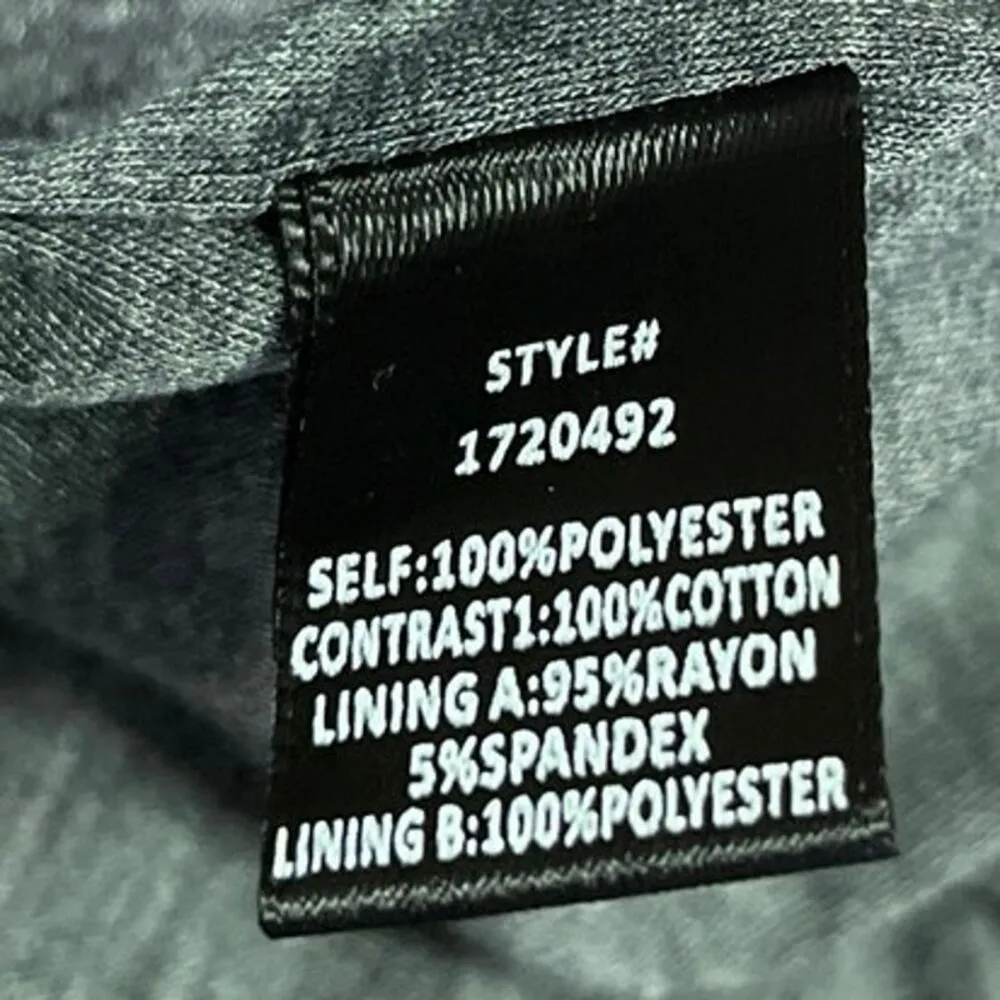 STYLE#
1720492
SELF:100%POLYESTER
CONTRAST1:100%COTTON
LINING A:95%RAYON
5%SPANDEX
LINING B:100%POLYESTER